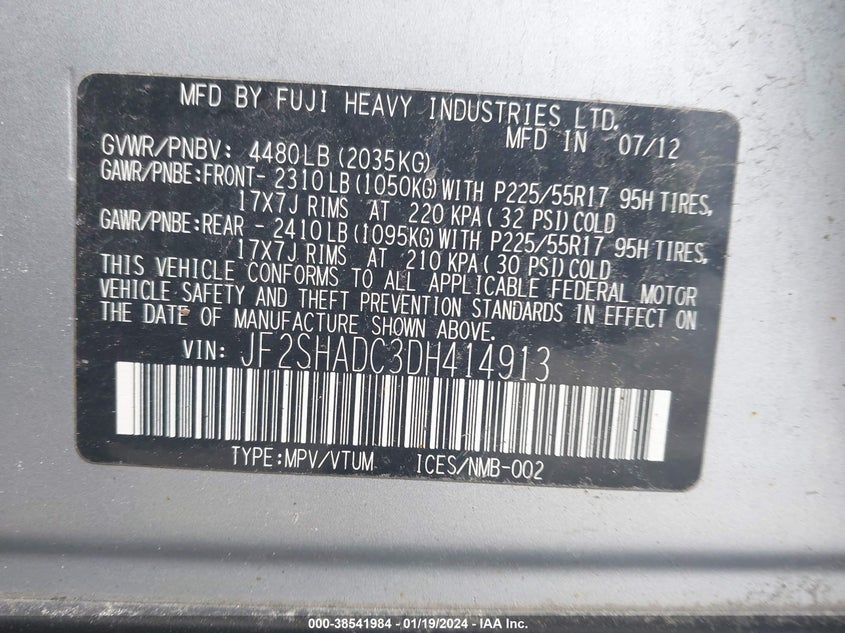 MFD BY FUJI HEAVY INDUSTRIES LTD.
MFD IN 07/12
GVWR/PNBV: 4480LB(2035KG)
GAWR/PNBE:FRONT- 2310LB(1050KG)WITH P225/55R17 95H TIRES,
17X7J RIMS AT 220 KPA( 32 PSI)COLD
GAWR/PNBE:REAR - 2410LB(1095KG)WITH P225/55R17 95H TIRES,
17X7J RIMS AT 210 KPA( 30 PSI)COLD
THIS VEHICLE CONFORMS TO ALL APPLICABLE FEDERAL MOTOR
VEHICLE SAFETY AND THEFT PREVENTION STANDARDS IN EFFECT ON
THE DATE OF MANUFACTURE SHOWN ABOVE.
VIN: JF2SHADC3DH414913
TYPE:MPV/VTUM ICES/NMB-002
000-38541984 - 01/19/2024 - IAAI.com